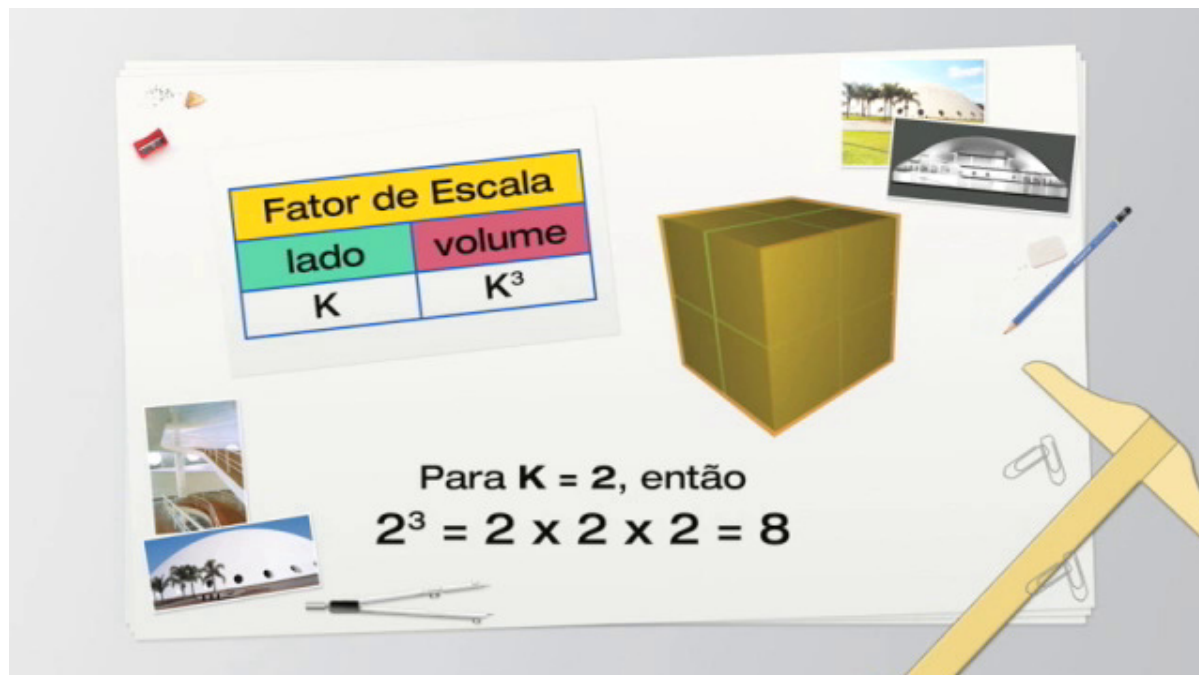 Fator de Escala
lado volume
K K³
Para K = 2, então
2³ = 2 x 2 x 2 = 8